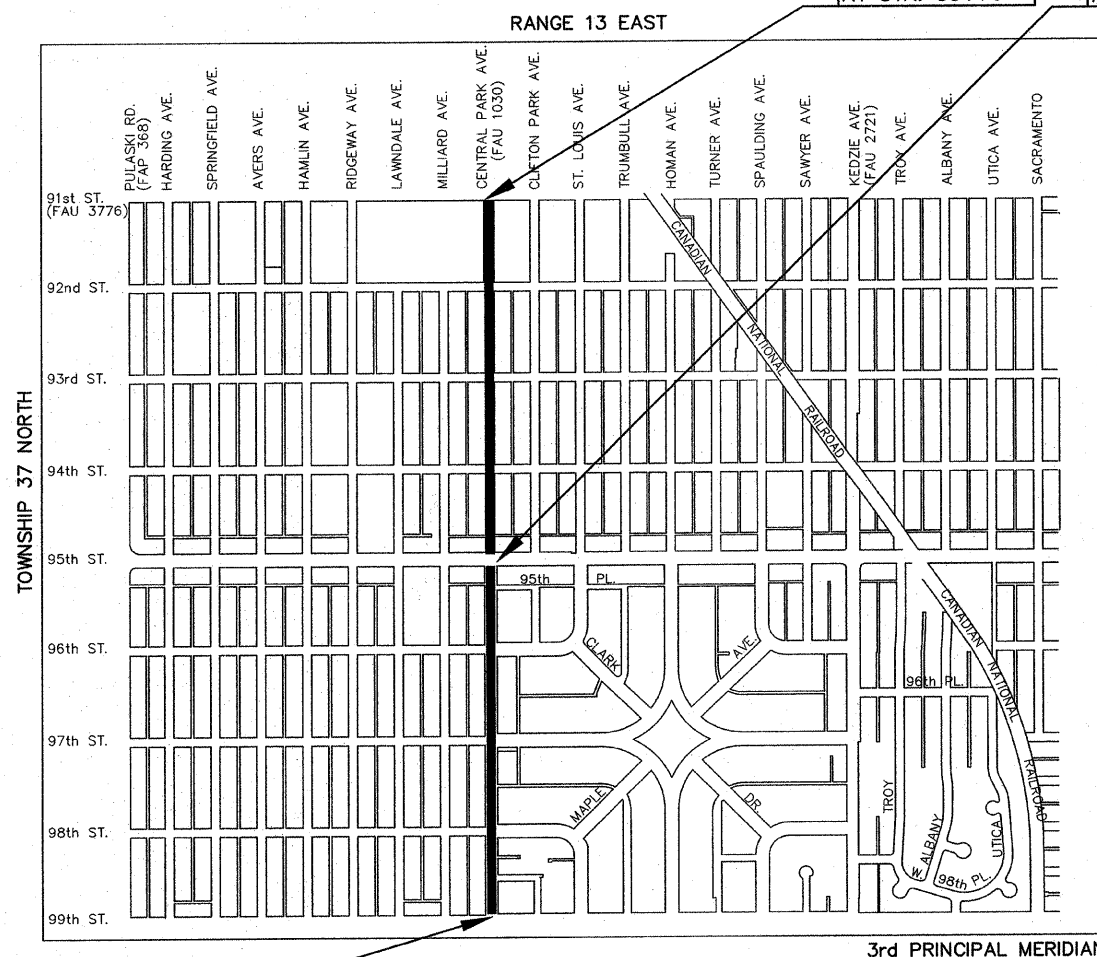 RANGE 13 EAST
PULASKI RD.
(FAP 368)
HARDING AVE.
SPRINGFIELD AVE.
AVERS AVE.
HAMLIN AVE.
RIDGEWAY AVE.
LAWNDALE AVE.
MILLIARD AVE.
CENTRAL PARK AVE.
(FAU 1030)
CLIFTON PARK AVE.
ST. LOUIS AVE.
TRUMBULL AVE.
HOMAN AVE.
TURNER AVE.
SPAULDING AVE.
SAWYER AVE.
KEDZIE AVE.
(FAU 2721)
TROY AVE.
ALBANY AVE.
UTICA AVE.
SACRAMENTO
91st ST.
(FAU 3776)
92nd ST.
93rd ST.
94th ST.
95th ST.
96th ST.
97th ST.
98th ST.
99th ST.
TOWNSHIP 37 NORTH
CANADIAN
NATIONAL
RAILROAD
95th PL.
CLARK
AVE.
MAPLE
DR.
CANADIAN
NATIONAL
RAILROAD
96th PL.
TROY
W. ALBANY
UTICA
98th PL.
3rd PRINCIPAL MERIDIAN